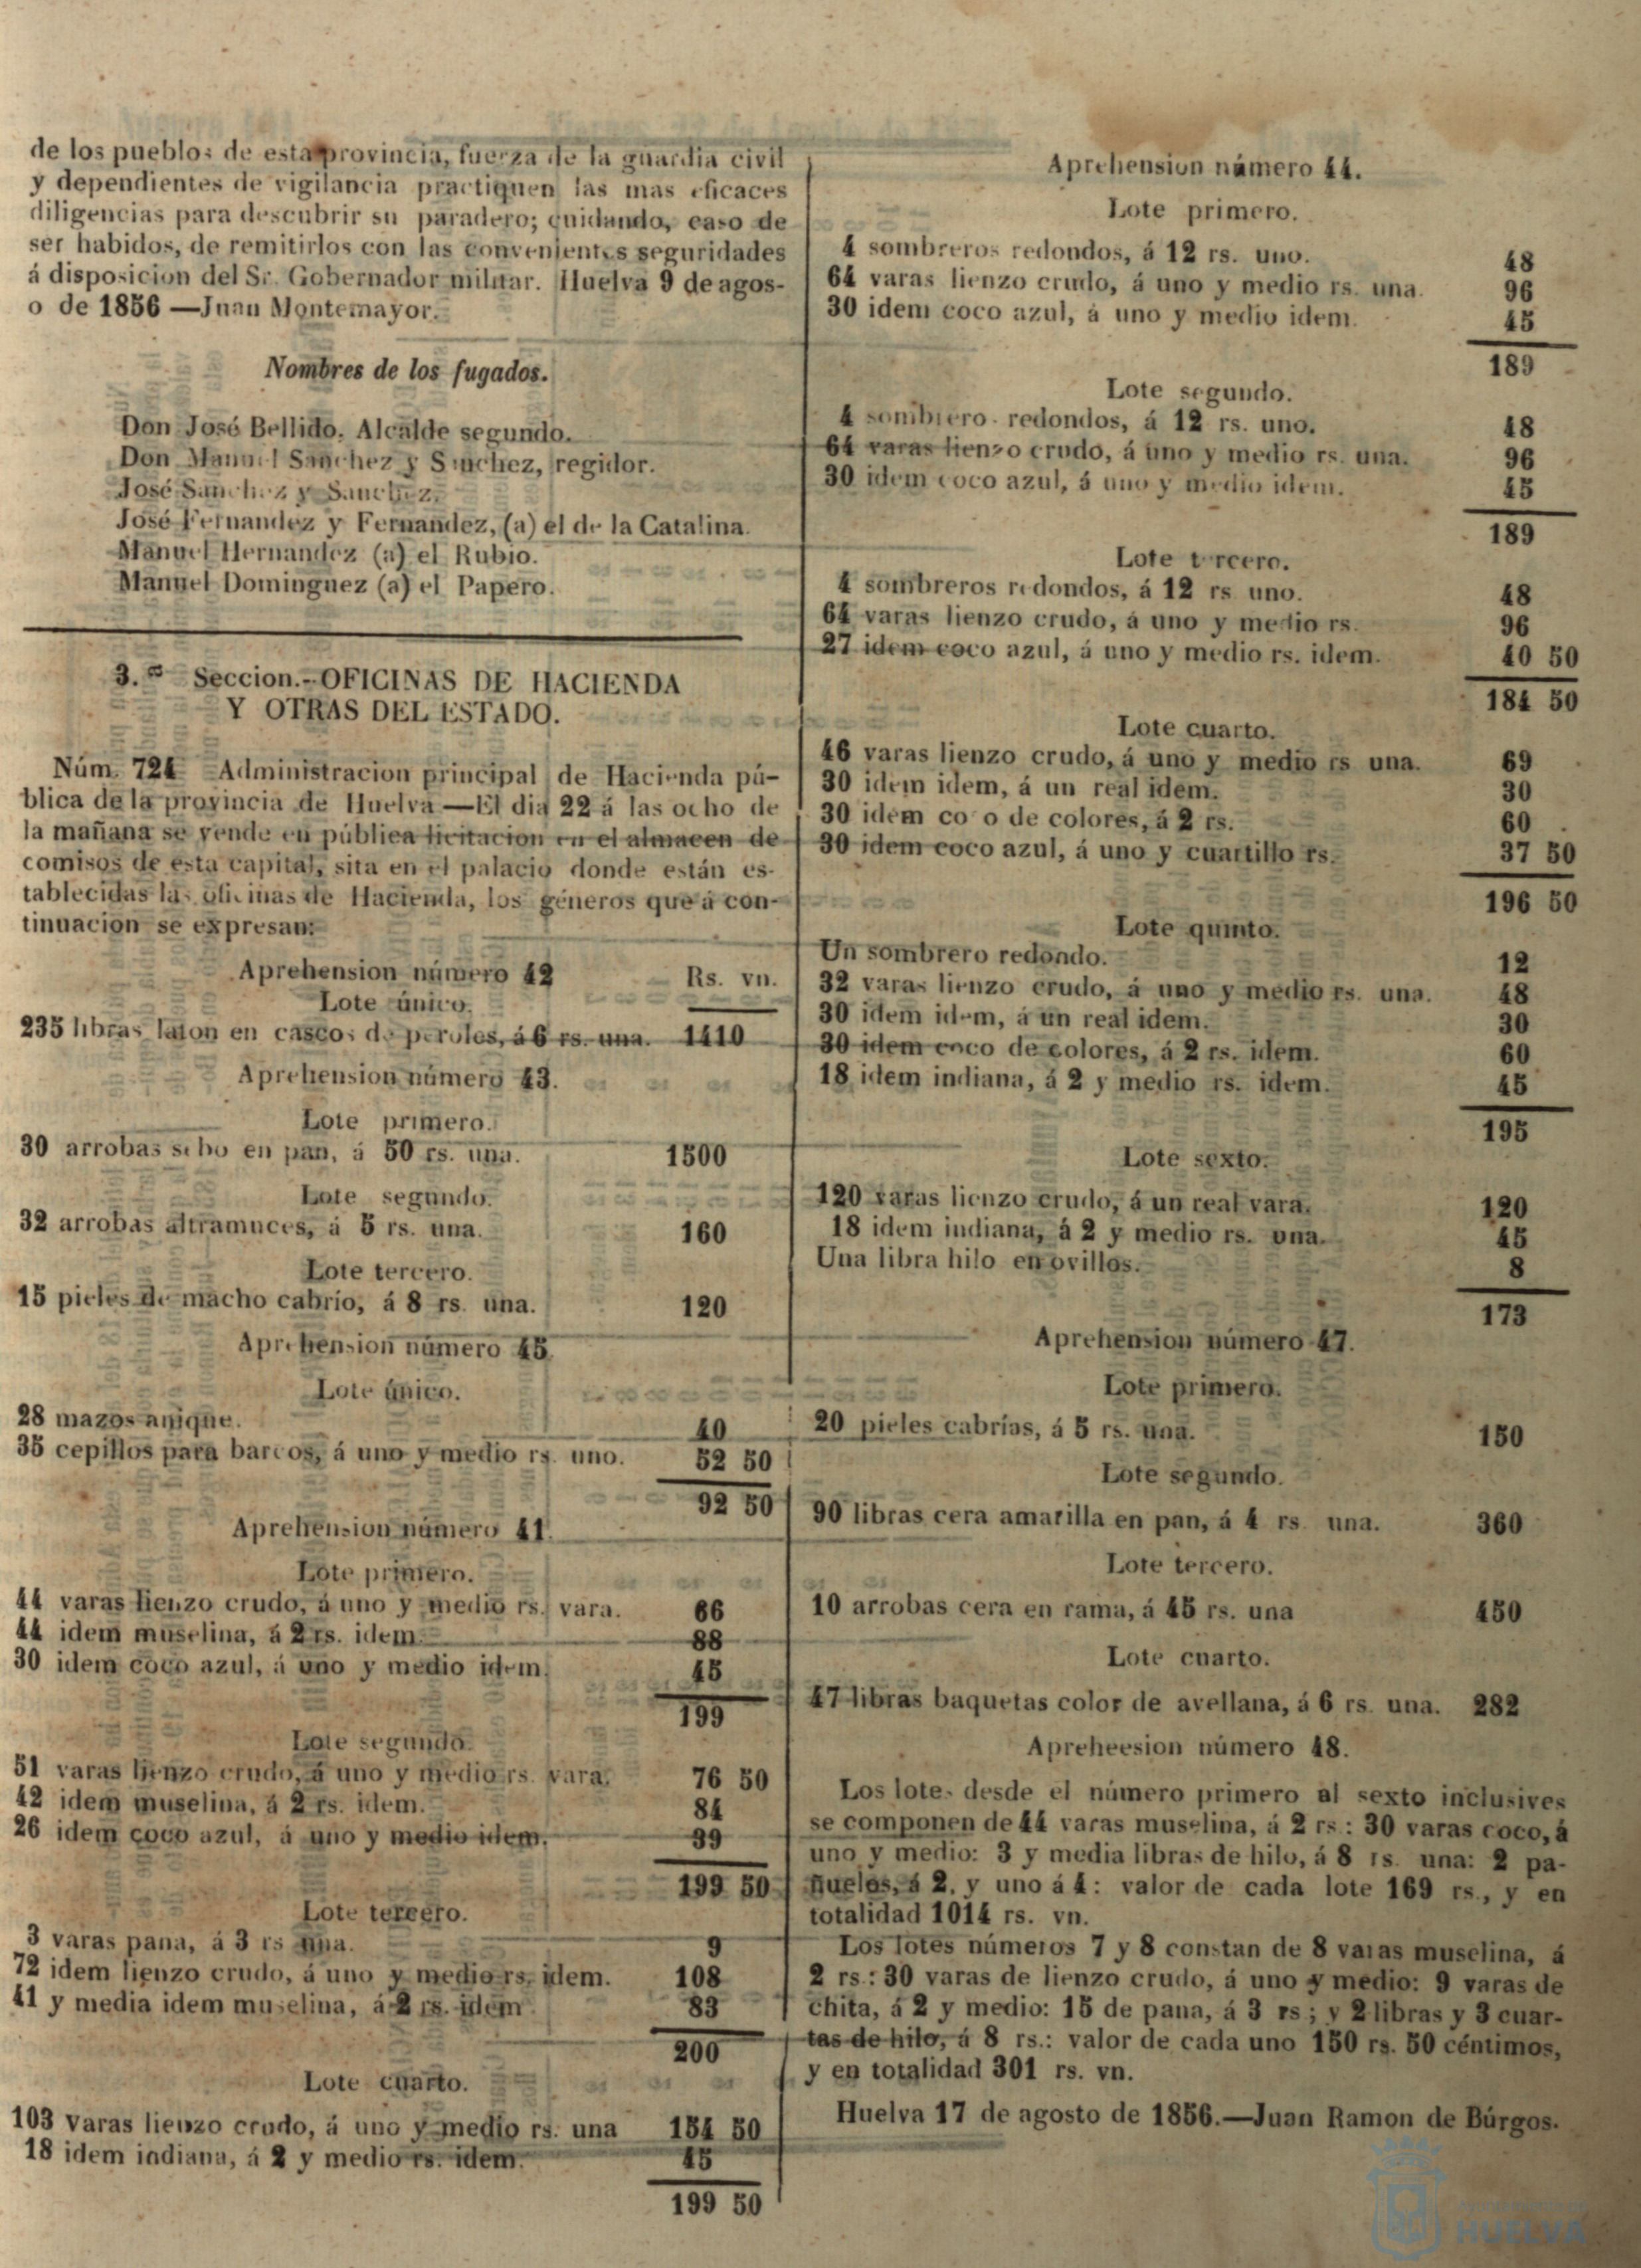 de los pueblos de esta provincia, fuerza de la guardia civil
y dependientes de vigilancia practiquen las mas eficaces
diligencias para descubrir su paradero; cuidando, caso de
ser habidos, de remitirlos con las convenientes seguridades
á disposicion del Sr. Gobernador militar. Huelva 9 de agos-
o de 1856 —Juan Montemayor.
Nombres de los fugados.
Don José Bellido, Alcalde segundo.
Don Manuel Sanchez y Sanchez, regidor.
José Sanchez y Sanchez.
José Fernandez y Fernandez, (a) el de la Catalina.
Manuel Hernandez (a) el Rubio.
Manuel Dominguez (a) el Papero.
3.ª Seccion.-OFICINAS DE HACIENDA
Y OTRAS DEL ESTADO.
Núm. 724 Administracion principal de Hacienda pú-
blica de la provincia de Huelva—El dia 22 á las ocho de
la mañana se vende en pública licitacion en el almacen de
comisos de esta capital, sita en el palacio donde están es-
tablecidas las oficinas de Hacienda, los géneros que á con-
tinuacion se expresan:
Aprehension número 42 Rs. vn.
Lote único.
235 libras laton en cascos de peroles, á 6 rs. una. 1410
Aprehension número 43.
Lote primero.
30 arrobas sebo en pan, á 50 rs. una. 1500
Lote segundo.
32 arrobas altramuces, á 5 rs. una. 160
Lote tercero.
15 pieles de macho cabrío, á 8 rs. una. 120
Aprehension número 45
Lote único.
28 mazos anique. 40
35 cepillos para barcos, á uno y medio rs. uno. 52 50
92 50
Aprehension número 41.
Lote primero.
44 varas lienzo crudo, á uno y medio rs. vara. 66
44 idem muselina, á 2 rs. idem. 88
30 idem coco azul, á uno y medio idem. 45
199
Lote segundo.
51 varas lienzo crudo, á uno y medio rs. vara. 76 50
42 idem muselina, á 2 rs. idem. 84
26 idem coco azul, á uno y medio idem. 39
199 50
Lote tercero.
3 varas pana, á 3 rs una. 9
72 idem lienzo crudo, á uno y medio rs. idem. 108
41 y media idem muselina, á 2 rs. idem. 83
200
Lote cuarto.
103 varas lienzo crudo, á uno y medio rs. una 154 50
18 idem indiana, á 2 y medio rs. idem. 45
199 50
Aprehension número 44.
Lote primero.
4 sombreros redondos, á 12 rs. uno. 48
64 varas lienzo crudo, á uno y medio rs. una. 96
30 idem coco azul, á uno y medio idem. 45
189
Lote segundo.
4 sombrero redondos, á 12 rs. uno. 48
64 varas lienzo crudo, á uno y medio rs. una. 96
30 idem coco azul, á uno y medio idem. 45
189
Lote tercero.
4 sombreros redondos, á 12 rs uno. 48
64 varas lienzo crudo, á uno y medio rs. 96
27 idem coco azul, á uno y medio rs. idem. 40 50
184 50
Lote cuarto.
46 varas lienzo crudo, á uno y medio rs una. 69
30 idem idem, á un real idem. 30
30 idem co o de colores, á 2 rs. 60
30 idem coco azul, á uno y cuartillo rs. 37 50
196 50
Lote quinto.
Un sombrero redondo. 12
32 varas lienzo crudo, á uno y medio rs. una. 48
30 idem idem, á un real idem. 30
30 idem coco de colores, á 2 rs. idem. 60
18 idem indiana, á 2 y medio rs. idem. 45
195
Lote sexto.
120 varas lienzo crudo, á un real vara. 120
18 idem indiana, á 2 y medio rs. una. 45
Una libra hilo en ovillos. 8
173
Aprehension número 47.
Lote primero.
20 pieles cabrías, á 5 rs. una. 150
Lote segundo.
90 libras cera amarilla en pan, á 4 rs. una. 360
Lote tercero.
10 arrobas cera en rama, á 45 rs. una 450
Lote cuarto.
47 libras baquetas color de avellana, á 6 rs. una. 282
Apreheesion número 48.
Los lotes desde el número primero al sexto inclusives
se componen de 44 varas muselina, á 2 rs: 30 varas coco, á
uno y medio: 3 y media libras de hilo, á 8 rs. una: 2 pa-
ñuelos, á 2, y uno á 4: valor de cada lote 169 rs., y en
totalidad 1014 rs. vn.
Los lotes números 7 y 8 constan de 8 varas muselina, á
2 rs.: 30 varas de lienzo crudo, á uno y medio: 9 varas de
chita, á 2 y medio: 15 de pana, á 3 rs; y 2 libras y 3 cuar-
tas de hilo, á 8 rs.: valor de cada uno 150 rs. 50 céntimos,
y en totalidad 301 rs. vn.
Huelva 17 de agosto de 1856.—Juan Ramon de Búrgos.
HUELVA